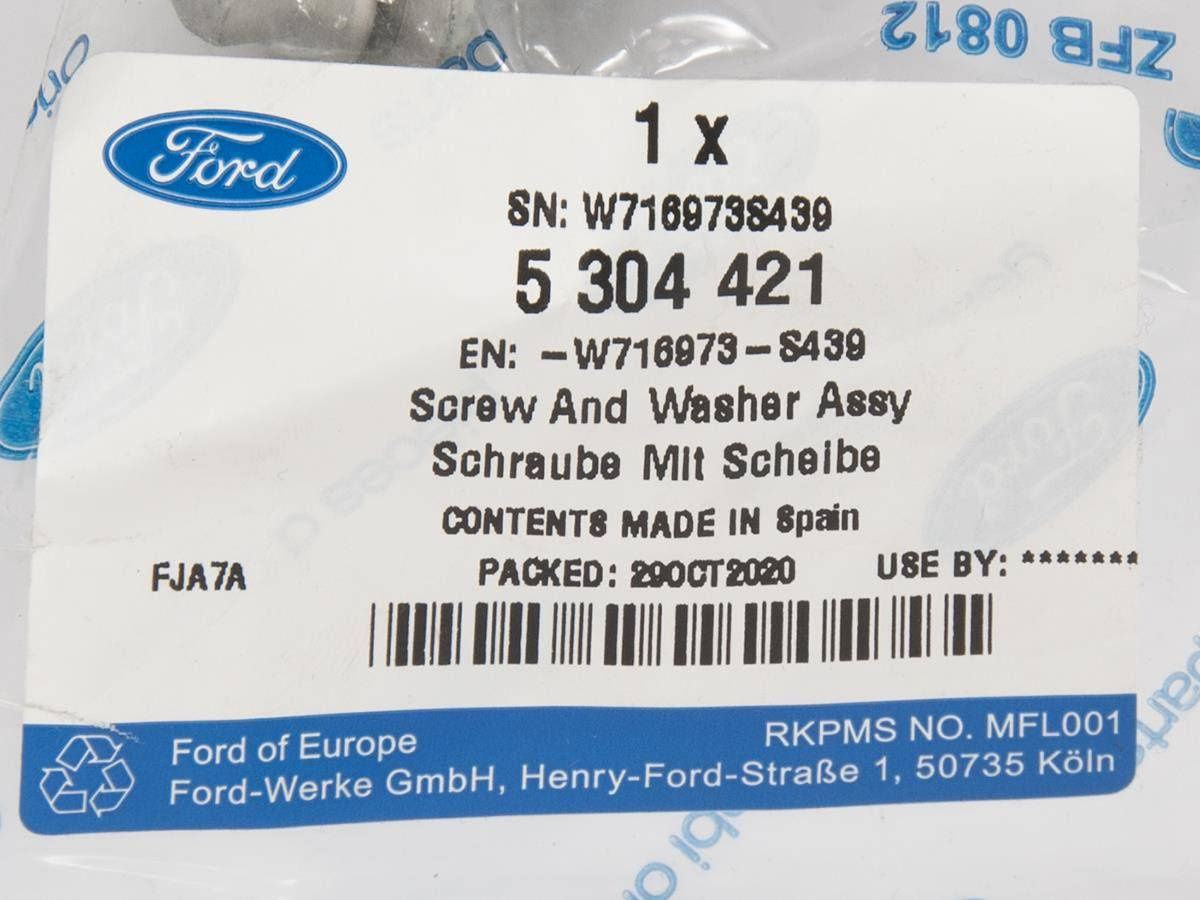 ZFB 0812
Ford
1 x
SN: W716973S439
5 304 421
EN: -W716973-S439
Screw And Washer Assy
Schraube Mit Scheibe
CONTENTS MADE IN Spain
FJA7A
PACKED: 29OCT2020
USE BY: *******
RKPMS NO. MFL001
Ford of Europe
Ford-Werke GmbH, Henry-Ford-Straße 1, 50735 Köln